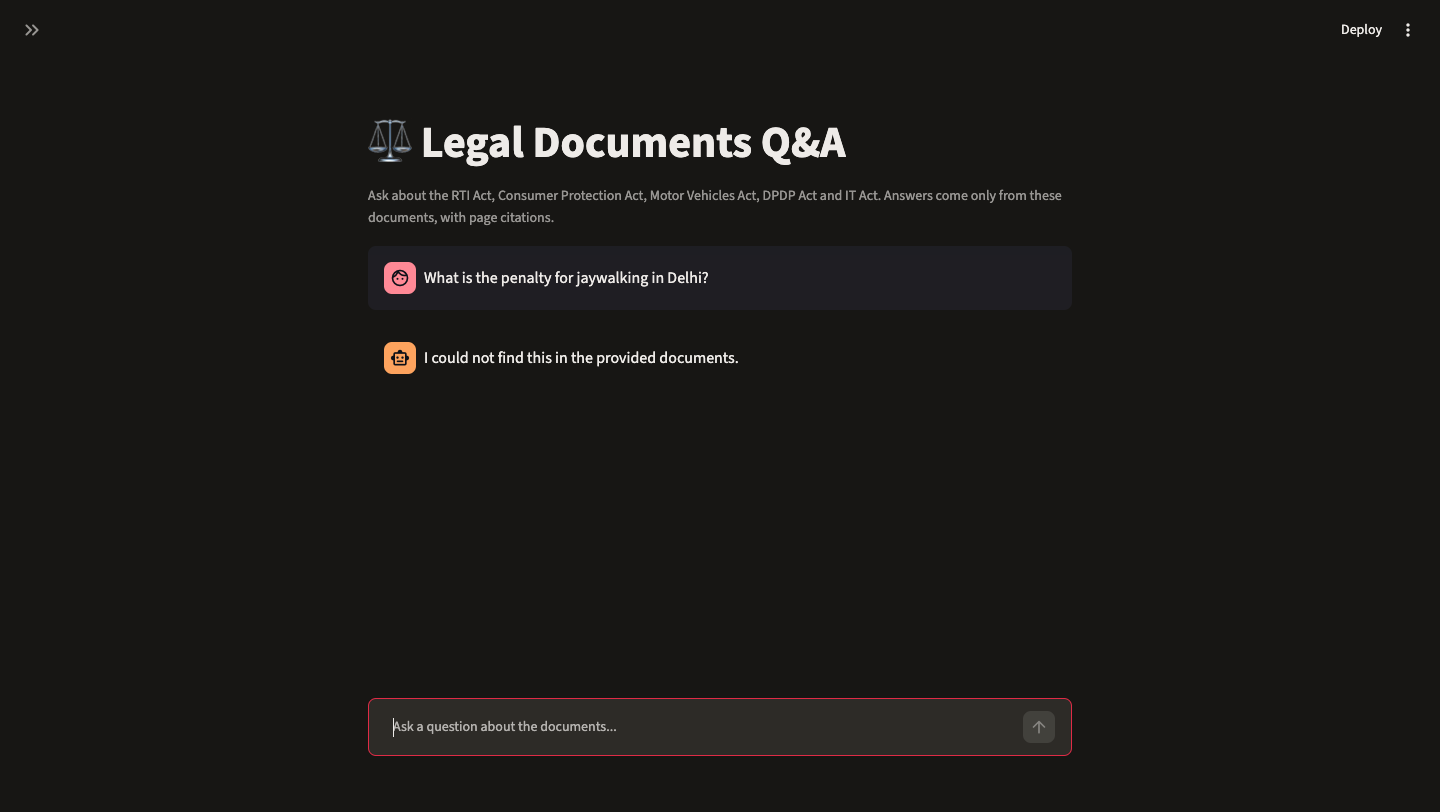 Deploy
Legal Documents Q&A
Ask about the RTI Act, Consumer Protection Act, Motor Vehicles Act, DPDP Act and IT Act. Answers come only from these
documents, with page citations.
What is the penalty for jaywalking in Delhi?
I could not find this in the provided documents.
Ask a question about the documents...